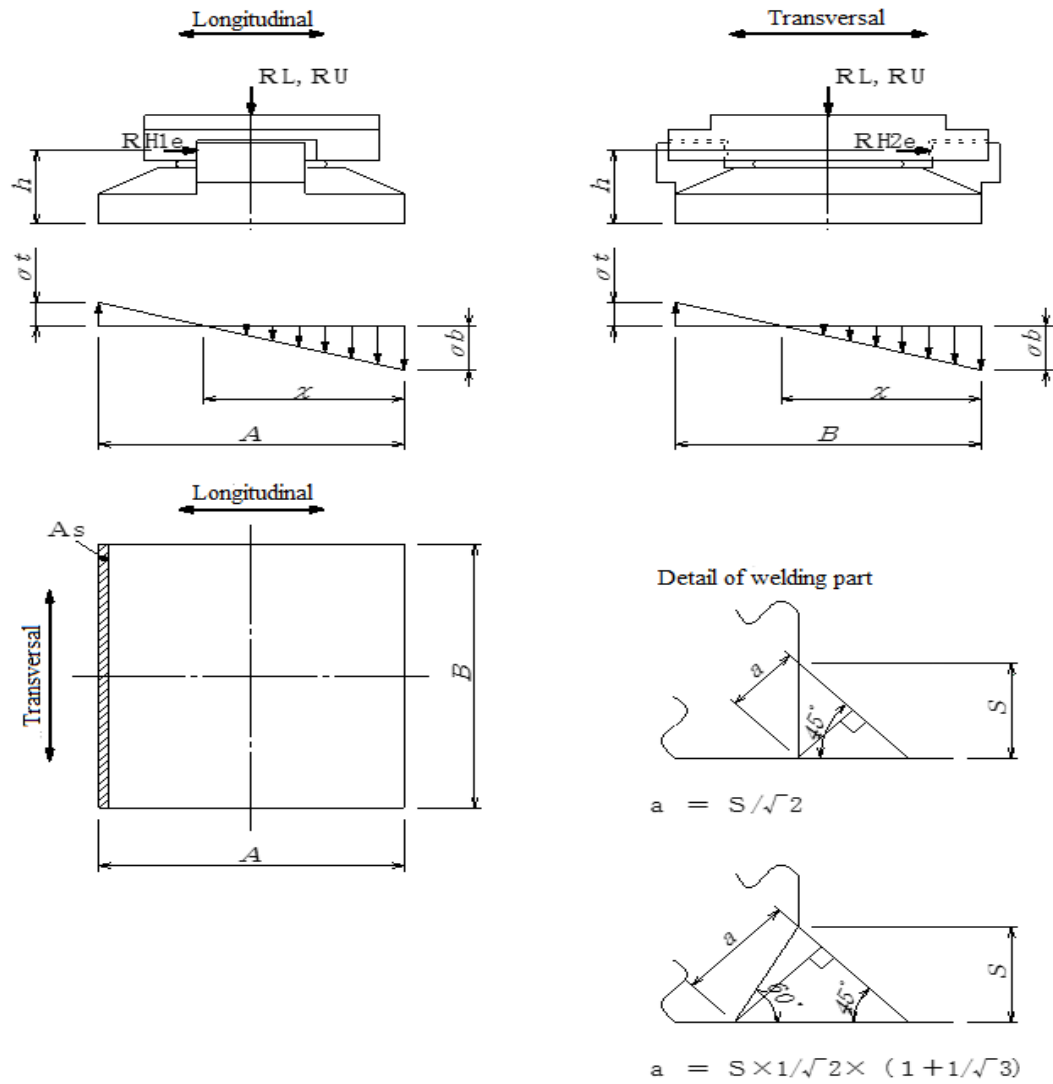 Longitudinal
RL, RU
RH1e
h
σt
σb
x
A
Transversal
RL, RU
RH2e
h
σt
σb
x
B
Longitudinal
As
Transversal
B
A
Detail of welding part
a
45°
S
a = S/√2
a
60°
45°
S
a = S×1/√2×(1+1/√3)